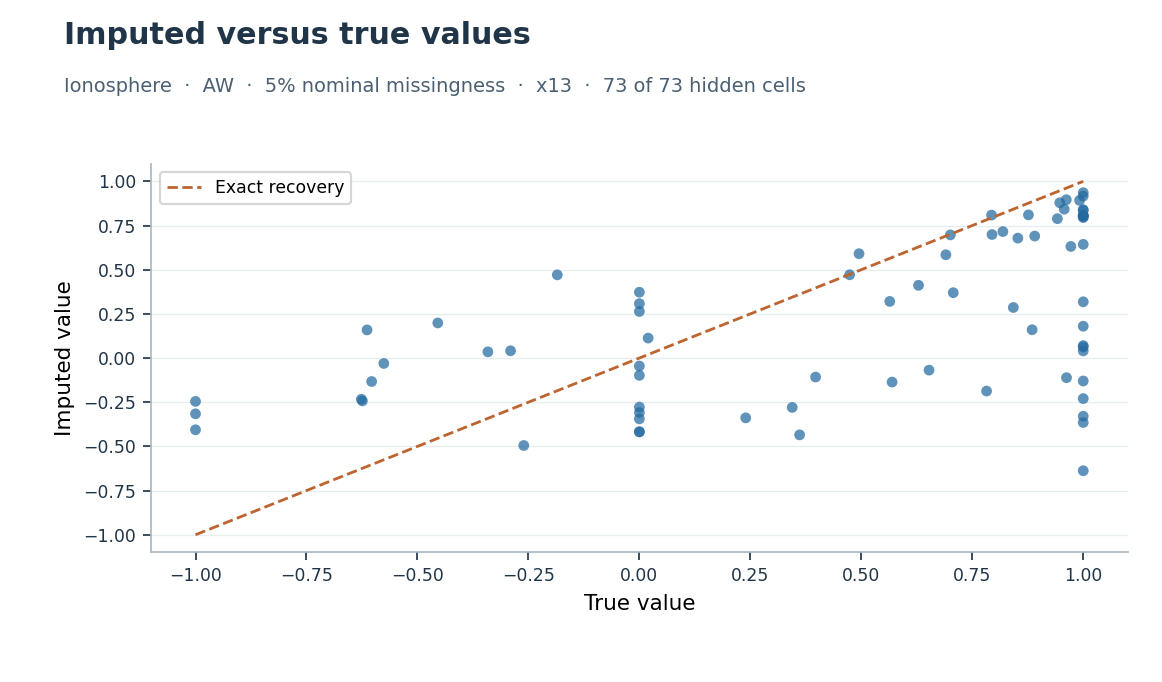 Imputed versus true values
Ionosphere · AW · 5% nominal missingness · x13 · 73 of 73 hidden cells
Exact recovery
1.00
0.75
0.50
0.25
0.00
−0.25
−0.50
−0.75
−1.00
Imputed value
−1.00 −0.75 −0.50 −0.25 0.00 0.25 0.50 0.75 1.00
True value